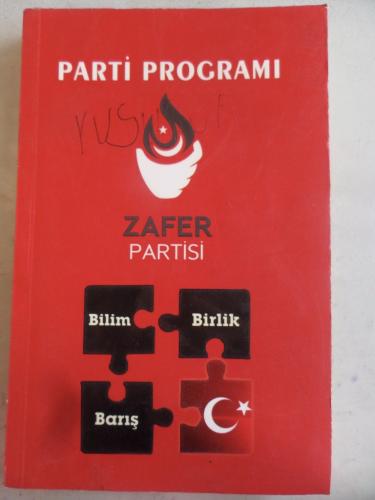 PARTİ PROGRAMI
ZAFER
PARTİSİ
Bilim
Birlik
Barış